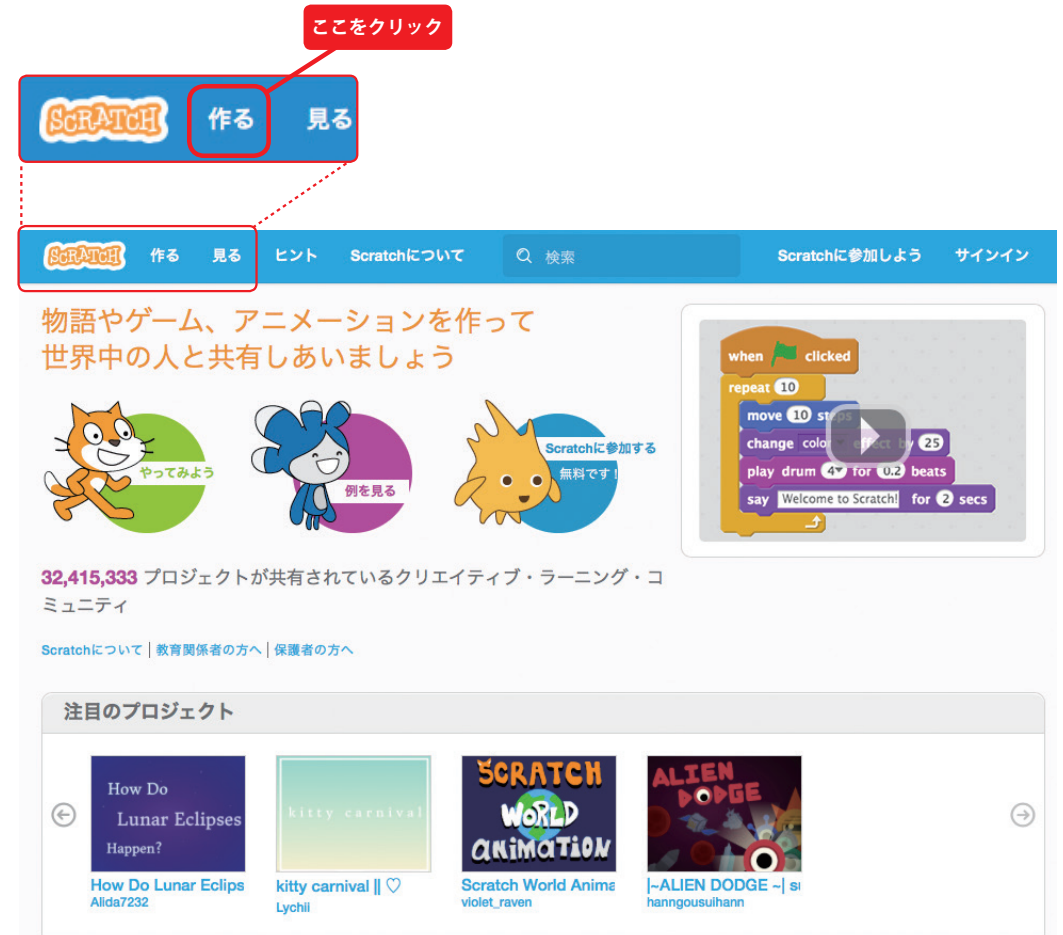 ここをクリック
SCRATCH 作る 見る
SCRATCH 作る 見る ヒント Scratchについて 検索 Scratchに参加しよう サインイン
物語やゲーム、アニメーションを作って
世界中の人と共有しあいましょう
やってみよう
例を見る
Scratchに参加する
無料です!
when clicked
repeat 10
move 10 steps
change color effect by 25
play drum 4 for 0.2 beats
say Welcome to Scratch! for 2 secs
32,415,333 プロジェクトが共有されているクリエイティブ・ラーニング・コ
ミュニティ
Scratchについて | 教育関係者の方へ | 保護者の方へ
注目のプロジェクト
How Do
Lunar Eclipses
Happen?
kitty carnival
SCRATCH
WORLD
ANIMATION
ALIEN
DODGE
How Do Lunar Eclips
Alida7232
kitty carnival || ♡
Lychii
Scratch World Anima
violet_raven
|~ALIEN DODGE ~|
hanngousuihann